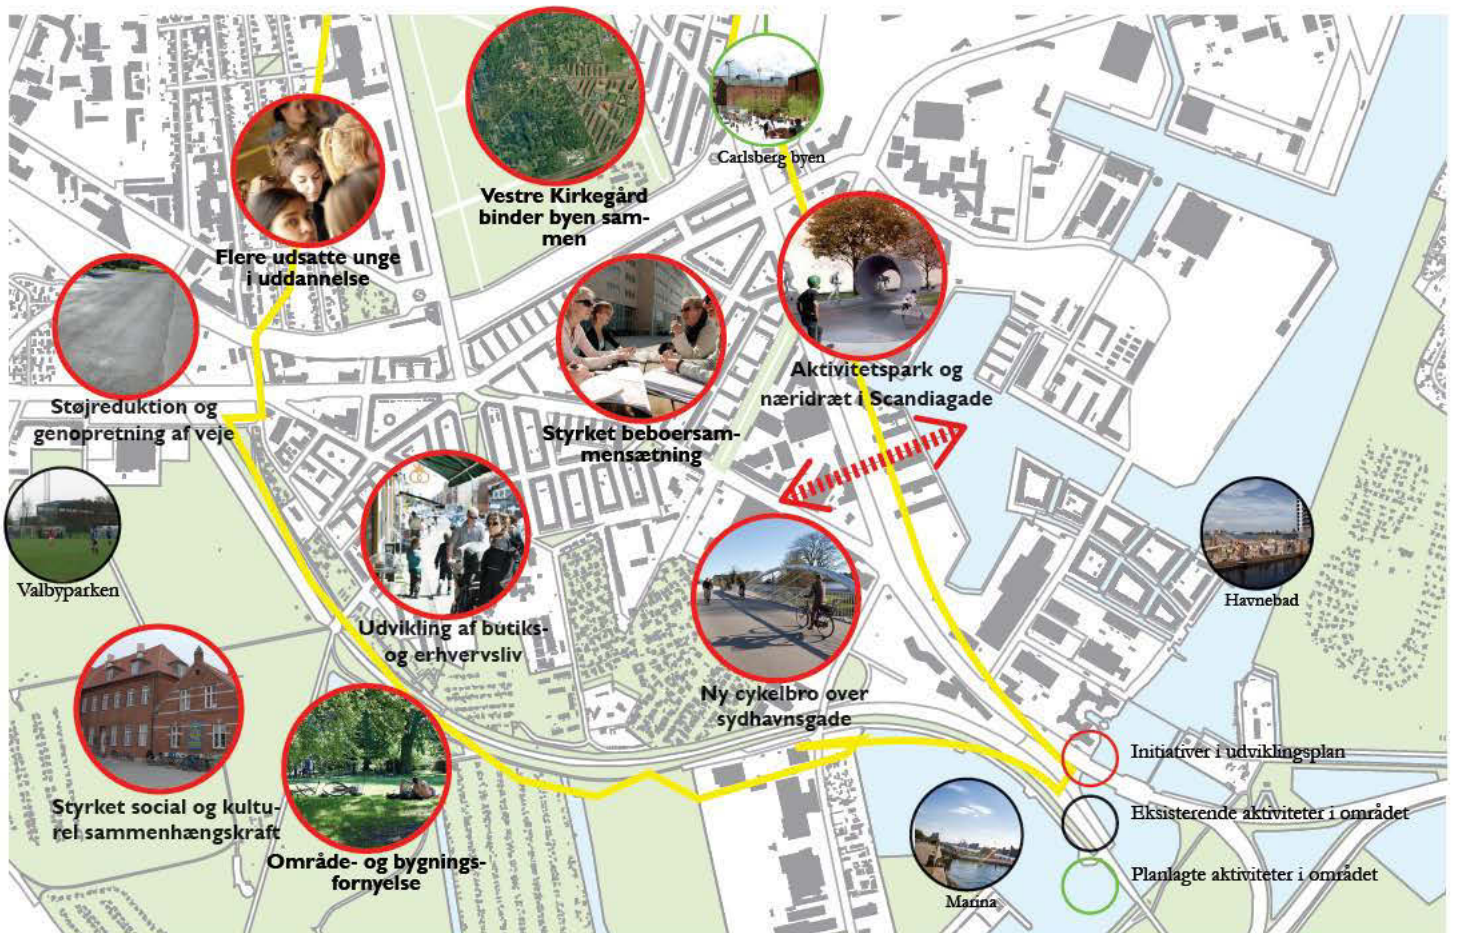 Carlsberg byen
Vestre Kirkegård
binder byen sam-
men
Flere udsatte unge
i uddannelse
Aktivitetspark og
næridræt i Scandiagade
Støjreduktion og
genopretning af veje
Styrket beboersam-
mensætning
Valbyparken
Havnebad
Udvikling af butiks-
og erhvervsliv
Ny cykelbro over
sydhavnsgade
Styrket social og kultu-
rel sammenhængskraft
Område- og bygnings-
fornyelse
Marina
Initiativer i udviklingsplan
Eksisterende aktiviteter i området
Planlagte aktiviteter i området